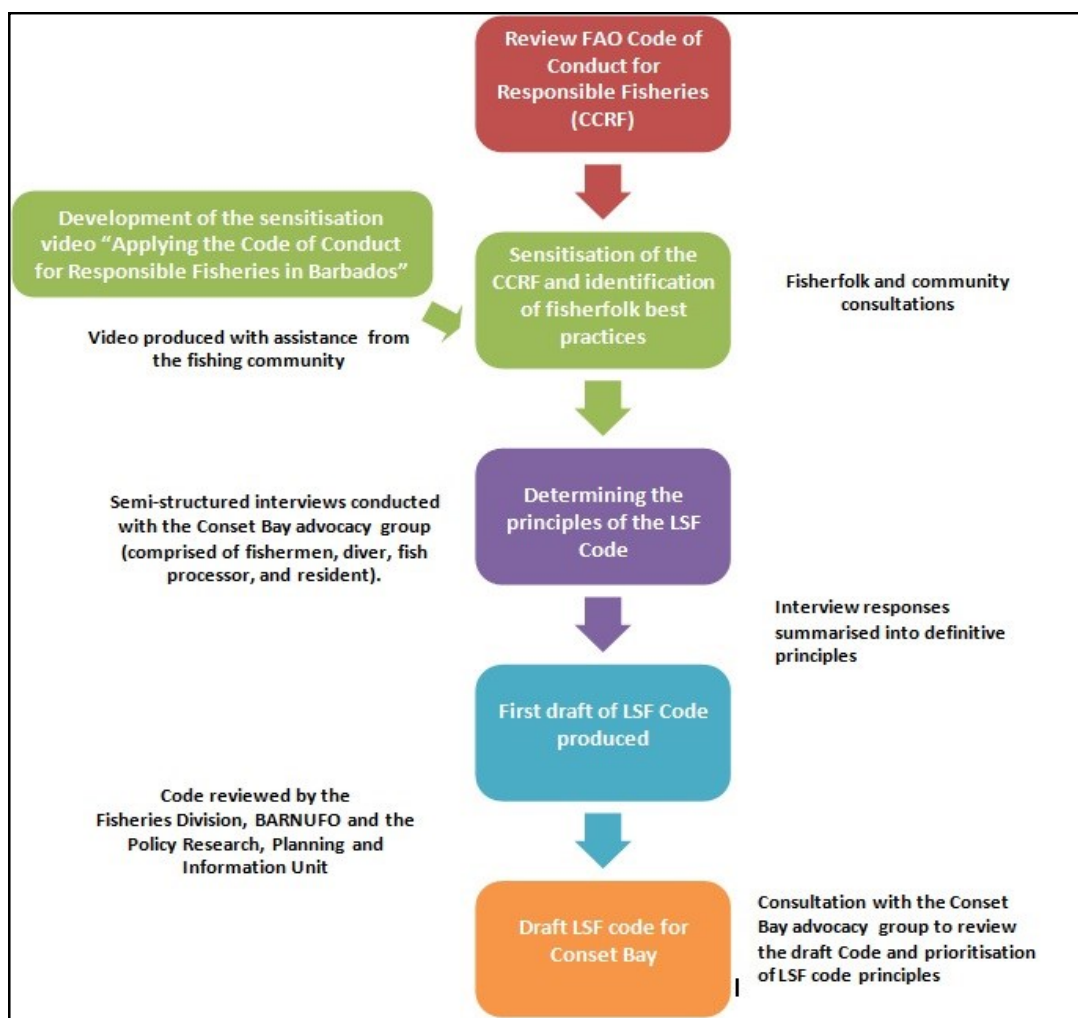 Review FAO Code of
Conduct for
Responsible Fisheries
(CCRF)
Development of the sensitisation
video “Applying the Code of Conduct
for Responsible Fisheries in Barbados”
Video produced with assistance from
the fishing community
Sensitisation of the
CCRF and identification
of fisherfolk best
practices
Fisherfolk and community
consultations
Semi-structured interviews conducted
with the Conset Bay advocacy group
(comprised of fishermen, diver, fish
processor, and resident).
Determining the
principles of the LSF
Code
Interview responses
summarised into definitive
principles
First draft of LSF Code
produced
Code reviewed by the
Fisheries Division, BARNUFO and the
Policy Research, Planning and
Information Unit
Draft LSF code for
Conset Bay
Consultation with the Conset
Bay advocacy group to review
the draft Code and prioritisation
of LSF code principles